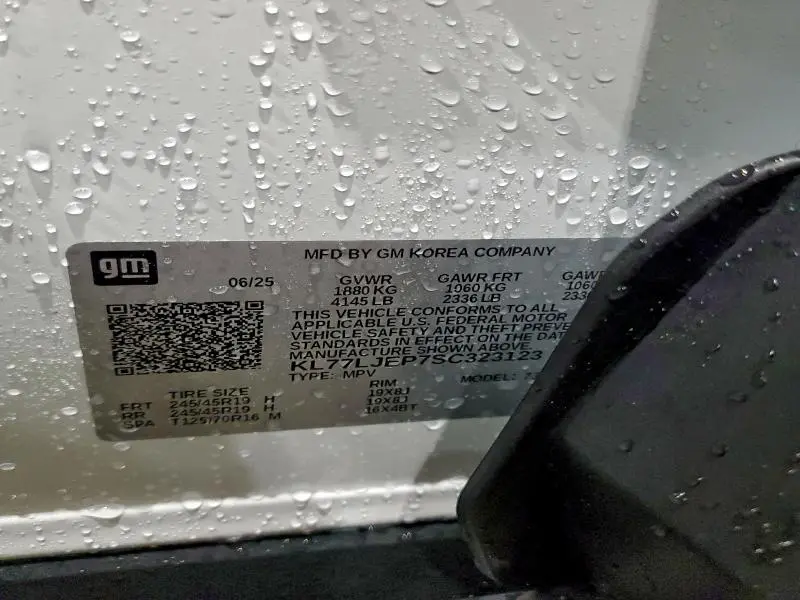 gm
MFD BY GM KOREA COMPANY
06/25 GVWR GAWR FRT
1880 KG 1060 KG 1060
4145 LB 2336 LB
THIS VEHICLE CONFORMS TO ALL
APPLICABLE U.S. FEDERAL MOTOR
VEHICLE SAFETY AND THEFT PREVE
STANDARDS IN EFFECT ON THE DAT
MANUFACTURE SHOWN ABOVE.
KL77LJEP7SC323123
TYPE: MPV MODEL:
TIRE SIZE RIM
FRT 245/45R19 H 19X8J
RR 245/45R19 H 19X8J
SPA T125/70R16 M 16X4BT